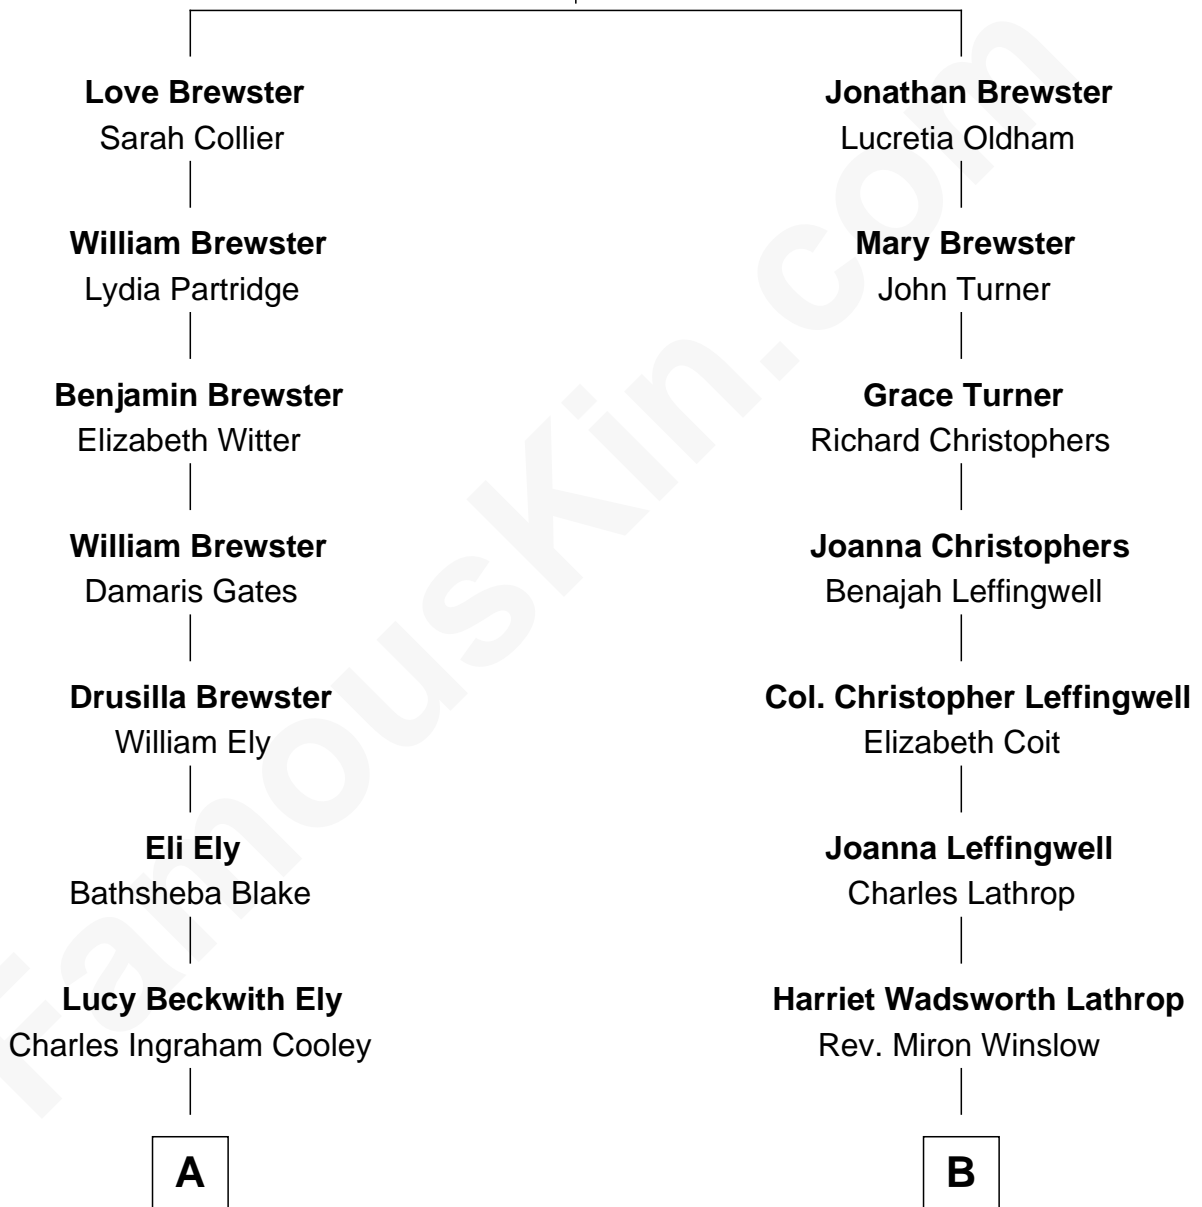 Love Brewster
Sarah Collier
William Brewster
Lydia Partridge
Benjamin Brewster
Elizabeth Witter
William Brewster
Damaris Gates
Drusilla Brewster
William Ely
Eli Ely
Bathsheba Blake
Lucy Beckwith Ely
Charles Ingraham Cooley
A
Jonathan Brewster
Lucretia Oldham
Mary Brewster
John Turner
Grace Turner
Richard Christophers
Joanna Christophers
Benajah Leffingwell
Col. Christopher Leffingwell
Elizabeth Coit
Joanna Leffingwell
Charles Lathrop
Harriet Wadsworth Lathrop
Rev. Miron Winslow
B
FamousKin.com